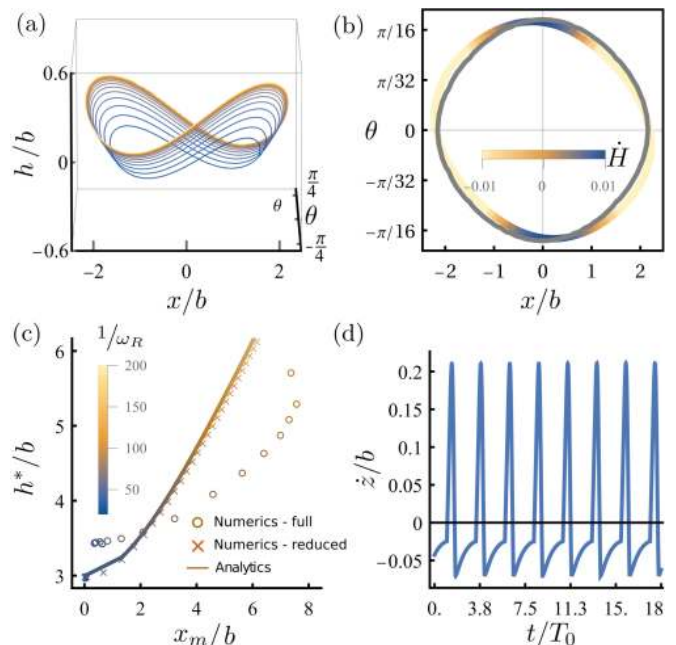 (a)
h/b
0.6
0
−0.6
−2
0
2
x/b
θ
π/4
θ
−π/4
(b)
π/16
π/32
θ
0
−π/32
−π/16
Ḣ
−0.01
0
0.01
−2
−1
0
1
2
x/b
(c)
1/ω_R
200
150
100
50
h*/b
6
5
4
3
Numerics - full
Numerics - reduced
Analytics
0
2
4
6
8
x_m/b
(d)
ż/b
0.2
0.15
0.1
0.05
0
−0.05
0.
3.8
7.5
11.3
15.
18
t/T₀